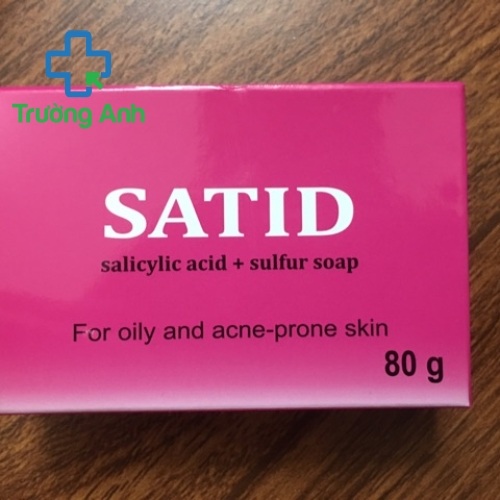 Trường Anh
SATID
salicylic acid + sulfur soap
For oily and acne-prone skin
80 g